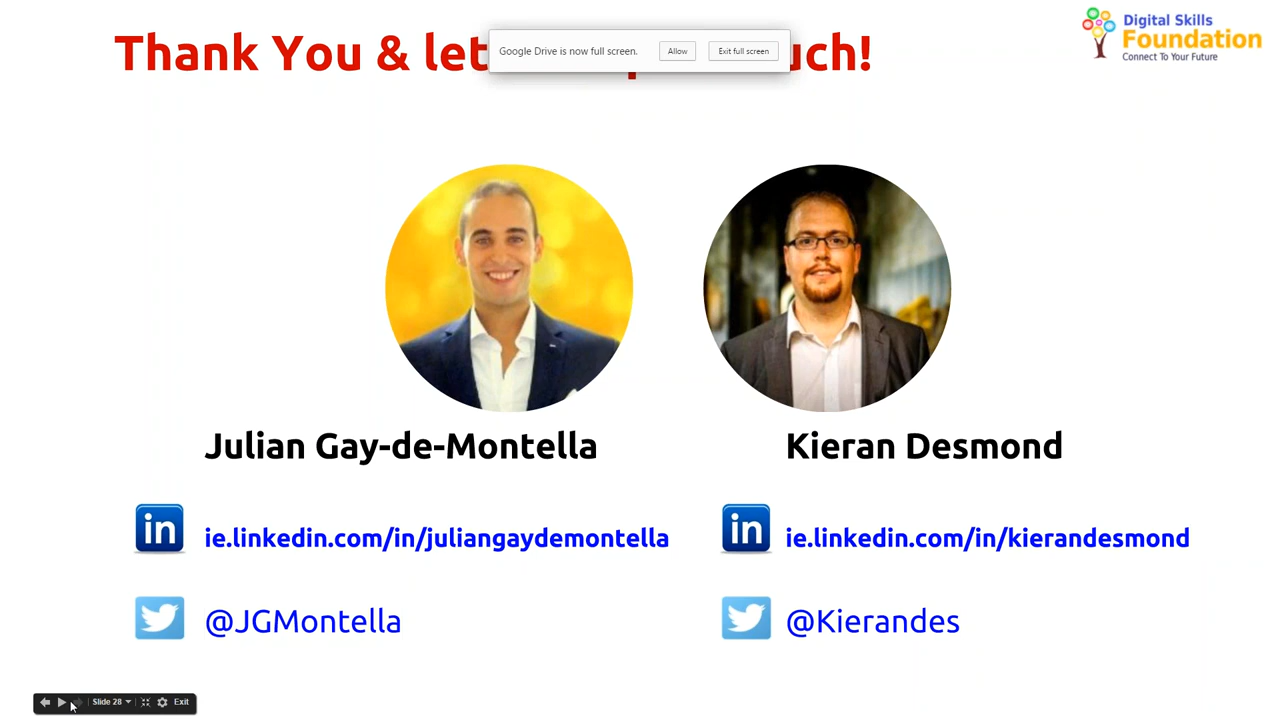 Thank You & let
uch!
Google Drive is now full screen.
Allow
Exit full screen
Digital Skills
Foundation
Connect To Your Future
Julian Gay-de-Montella
Kieran Desmond
in
ie.linkedin.com/in/juliangaydemontella
in
ie.linkedin.com/in/kierandesmond
@JGMontella
@Kierandes
Slide 28
Exit